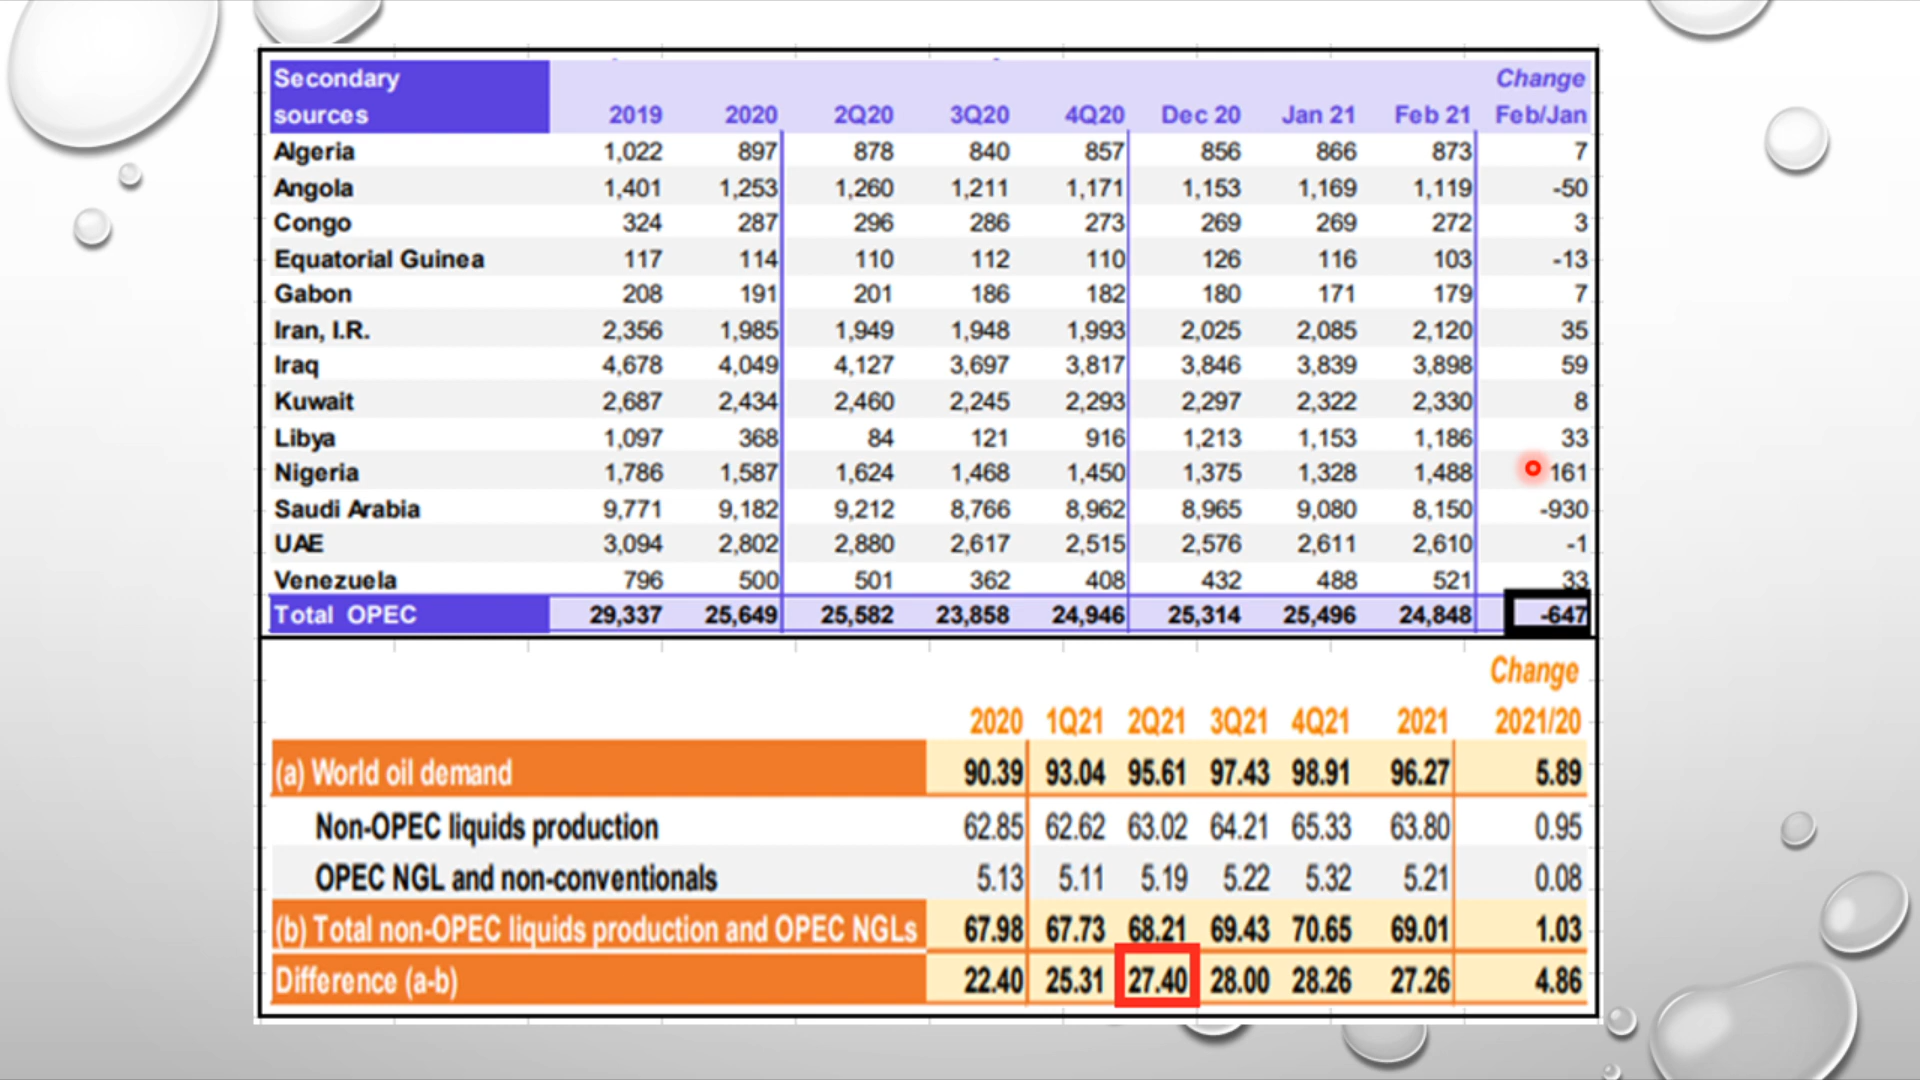 Secondary Change
sources 2019 2020 2Q20 3Q20 4Q20 Dec 20 Jan 21 Feb 21 Feb/Jan
Algeria 1,022 897 878 840 857 856 866 873 7
Angola 1,401 1,253 1,260 1,211 1,171 1,153 1,169 1,119 -50
Congo 324 287 296 286 273 269 269 272 3
Equatorial Guinea 117 114 110 112 110 126 116 103 -13
Gabon 208 191 201 186 182 180 171 179 7
Iran, I.R. 2,356 1,985 1,949 1,948 1,993 2,025 2,085 2,120 35
Iraq 4,678 4,049 4,127 3,697 3,817 3,846 3,839 3,898 59
Kuwait 2,687 2,434 2,460 2,245 2,293 2,297 2,322 2,330 8
Libya 1,097 368 84 121 916 1,213 1,153 1,186 33
Nigeria 1,786 1,587 1,624 1,468 1,450 1,375 1,328 1,488 161
Saudi Arabia 9,771 9,182 9,212 8,766 8,962 8,965 9,080 8,150 -930
UAE 3,094 2,802 2,880 2,617 2,515 2,576 2,611 2,610 -1
Venezuela 796 500 501 362 408 432 488 521 33
Total OPEC 29,337 25,649 25,582 23,858 24,946 25,314 25,496 24,848 -647
Change
2020 1Q21 2Q21 3Q21 4Q21 2021 2021/20
(a) World oil demand 90.39 93.04 95.61 97.43 98.91 96.27 5.89
Non-OPEC liquids production 62.85 62.62 63.02 64.21 65.33 63.80 0.95
OPEC NGL and non-conventionals 5.13 5.11 5.19 5.22 5.32 5.21 0.08
(b) Total non-OPEC liquids production and OPEC NGLs 67.98 67.73 68.21 69.43 70.65 69.01 1.03
Difference (a-b) 22.40 25.31 27.40 28.00 28.26 27.26 4.86